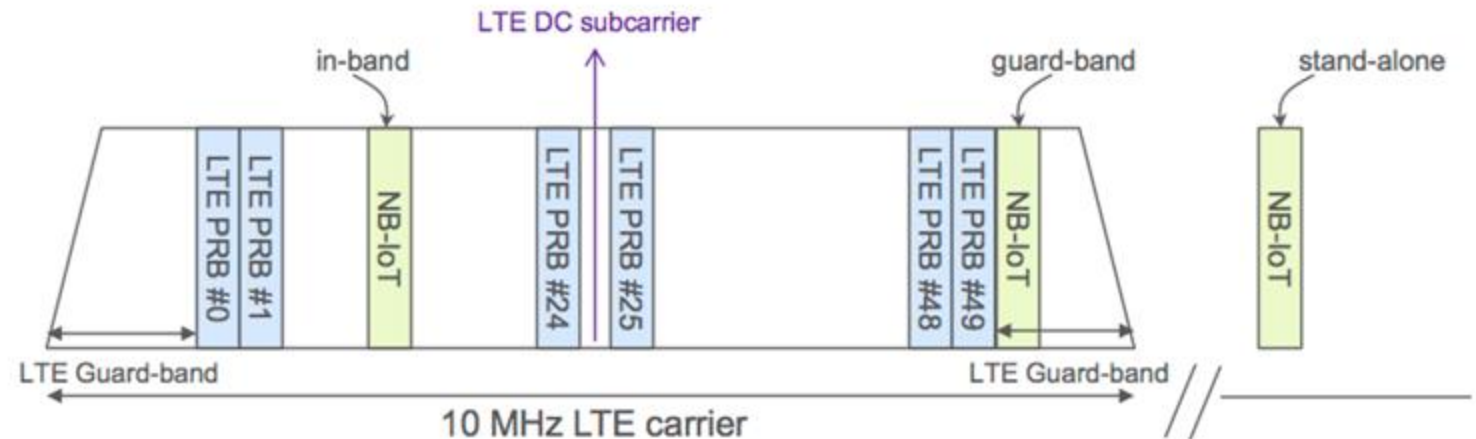 LTE DC subcarrier
in-band
guard-band
stand-alone
LTE PRB #0
LTE PRB #1
NB-IoT
LTE PRB #24
LTE PRB #25
LTE PRB #48
LTE PRB #49
NB-IoT
NB-IoT
LTE Guard-band
LTE Guard-band
10 MHz LTE carrier